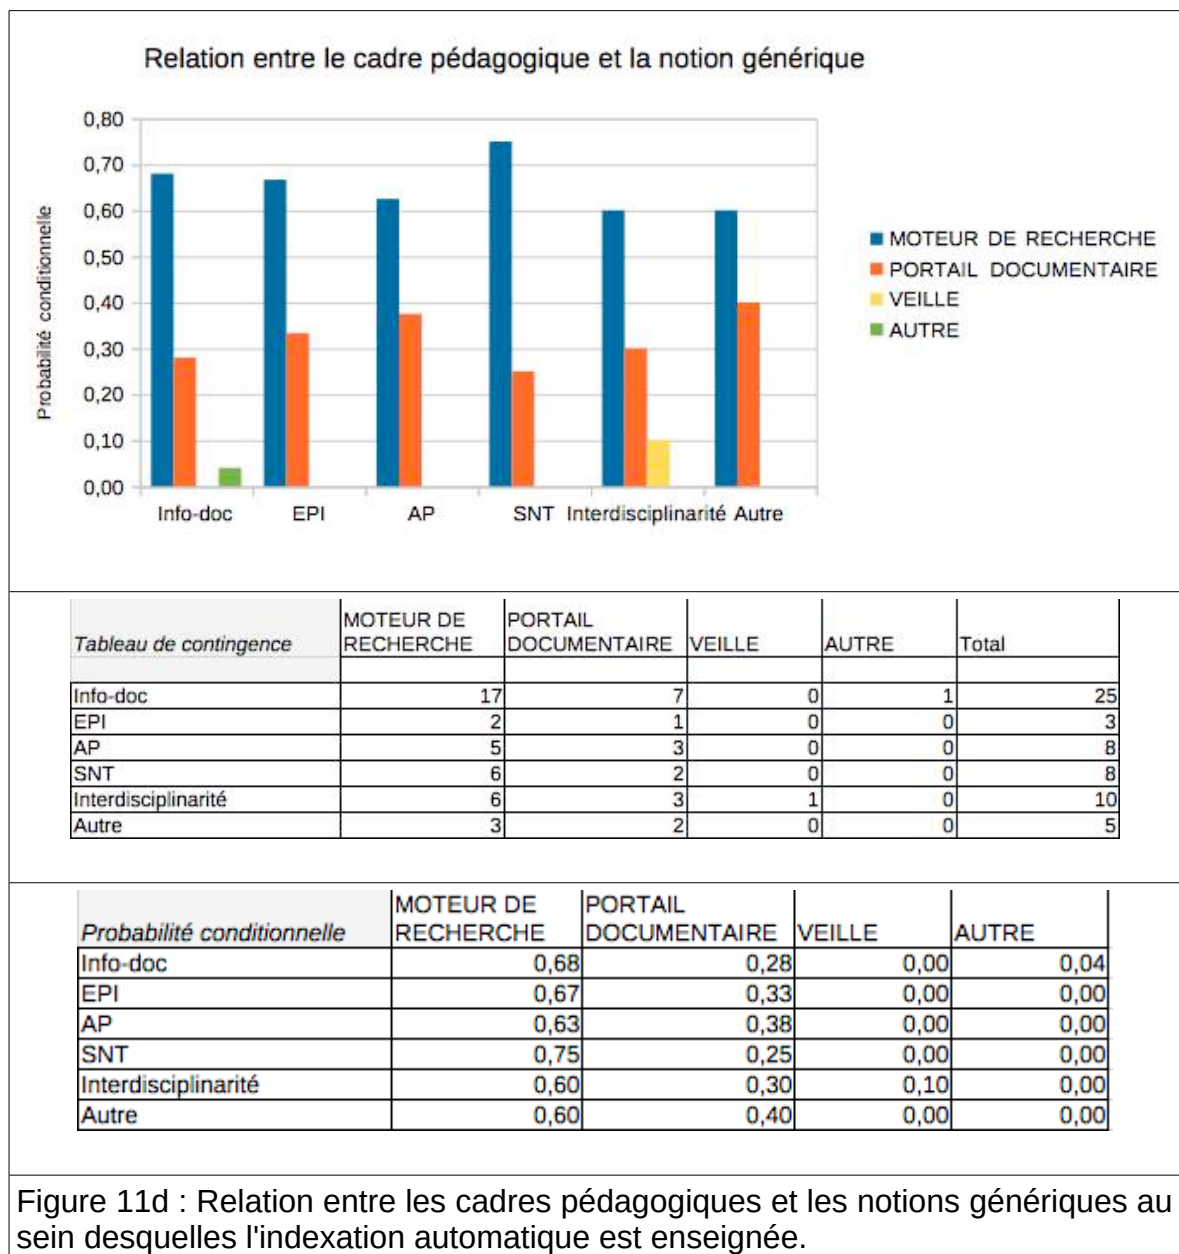 Relation entre le cadre pédagogique et la notion générique
0,80
0,70
0,60
0,50
0,40
0,30
0,20
0,10
0,00
Probabilité conditionnelle
Info-doc EPI AP SNT Interdisciplinarité Autre
MOTEUR DE RECHERCHE
PORTAIL DOCUMENTAIRE
VEILLE
AUTRE
Tableau de contingence MOTEUR DE RECHERCHE PORTAIL DOCUMENTAIRE VEILLE AUTRE Total
Info-doc 17 7 0 1 25
EPI 2 1 0 0 3
AP 5 3 0 0 8
SNT 6 2 0 0 8
Interdisciplinarité 6 3 1 0 10
Autre 3 2 0 0 5
Probabilité conditionnelle MOTEUR DE RECHERCHE PORTAIL DOCUMENTAIRE VEILLE AUTRE
Info-doc 0,68 0,28 0,00 0,04
EPI 0,67 0,33 0,00 0,00
AP 0,63 0,38 0,00 0,00
SNT 0,75 0,25 0,00 0,00
Interdisciplinarité 0,60 0,30 0,10 0,00
Autre 0,60 0,40 0,00 0,00
Figure 11d : Relation entre les cadres pédagogiques et les notions génériques au
sein desquelles l'indexation automatique est enseignée.